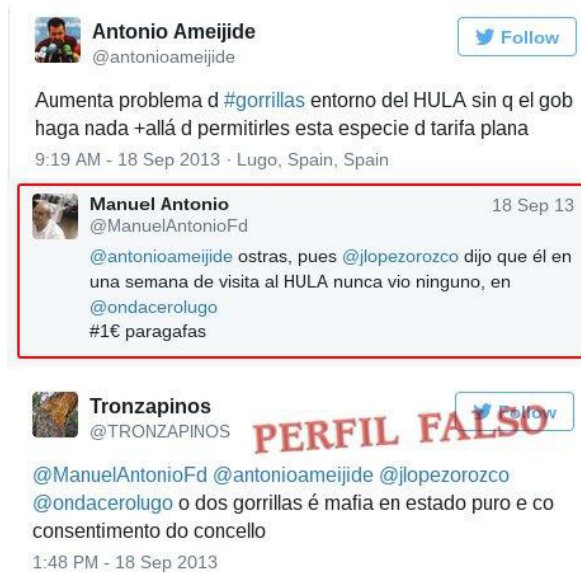 Antonio Ameijide
Follow
@antonioameijide
Aumenta problema d #gorrillas entorno del HULA sin q el gob
haga nada +allá d permitirles esta especie d tarifa plana
9:19 AM - 18 Sep 2013 · Lugo, Spain, Spain
Manuel Antonio
18 Sep 13
@ManuelAntonioFd
@antonioameijide ostras, pues @jlopezorozco dijo que él en
una semana de visita al HULA nunca vio ninguno, en
@ondacerolugo
#1€ paragafas
Tronzapinos
Follow
@TRONZAPINOS
PERFIL FALSO
@ManuelAntonioFd @antonioameijide @jlopezorozco
@ondacerolugo o dos gorrillas é mafia en estado puro e co
consentimento do concello
1:48 PM - 18 Sep 2013